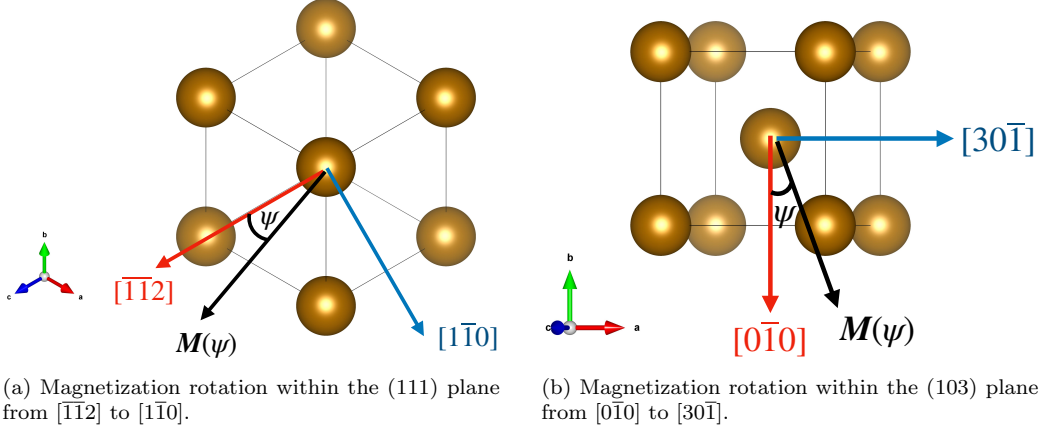 ψ
b
c
a
[1̅1̅2]
M(ψ)
[11̅0]
[301̅]
ψ
b
c
a
[01̅0]
M(ψ)
(a) Magnetization rotation within the (111) plane
from [1̅1̅2] to [11̅0].
(b) Magnetization rotation within the (103) plane
from [01̅0] to [301̅].